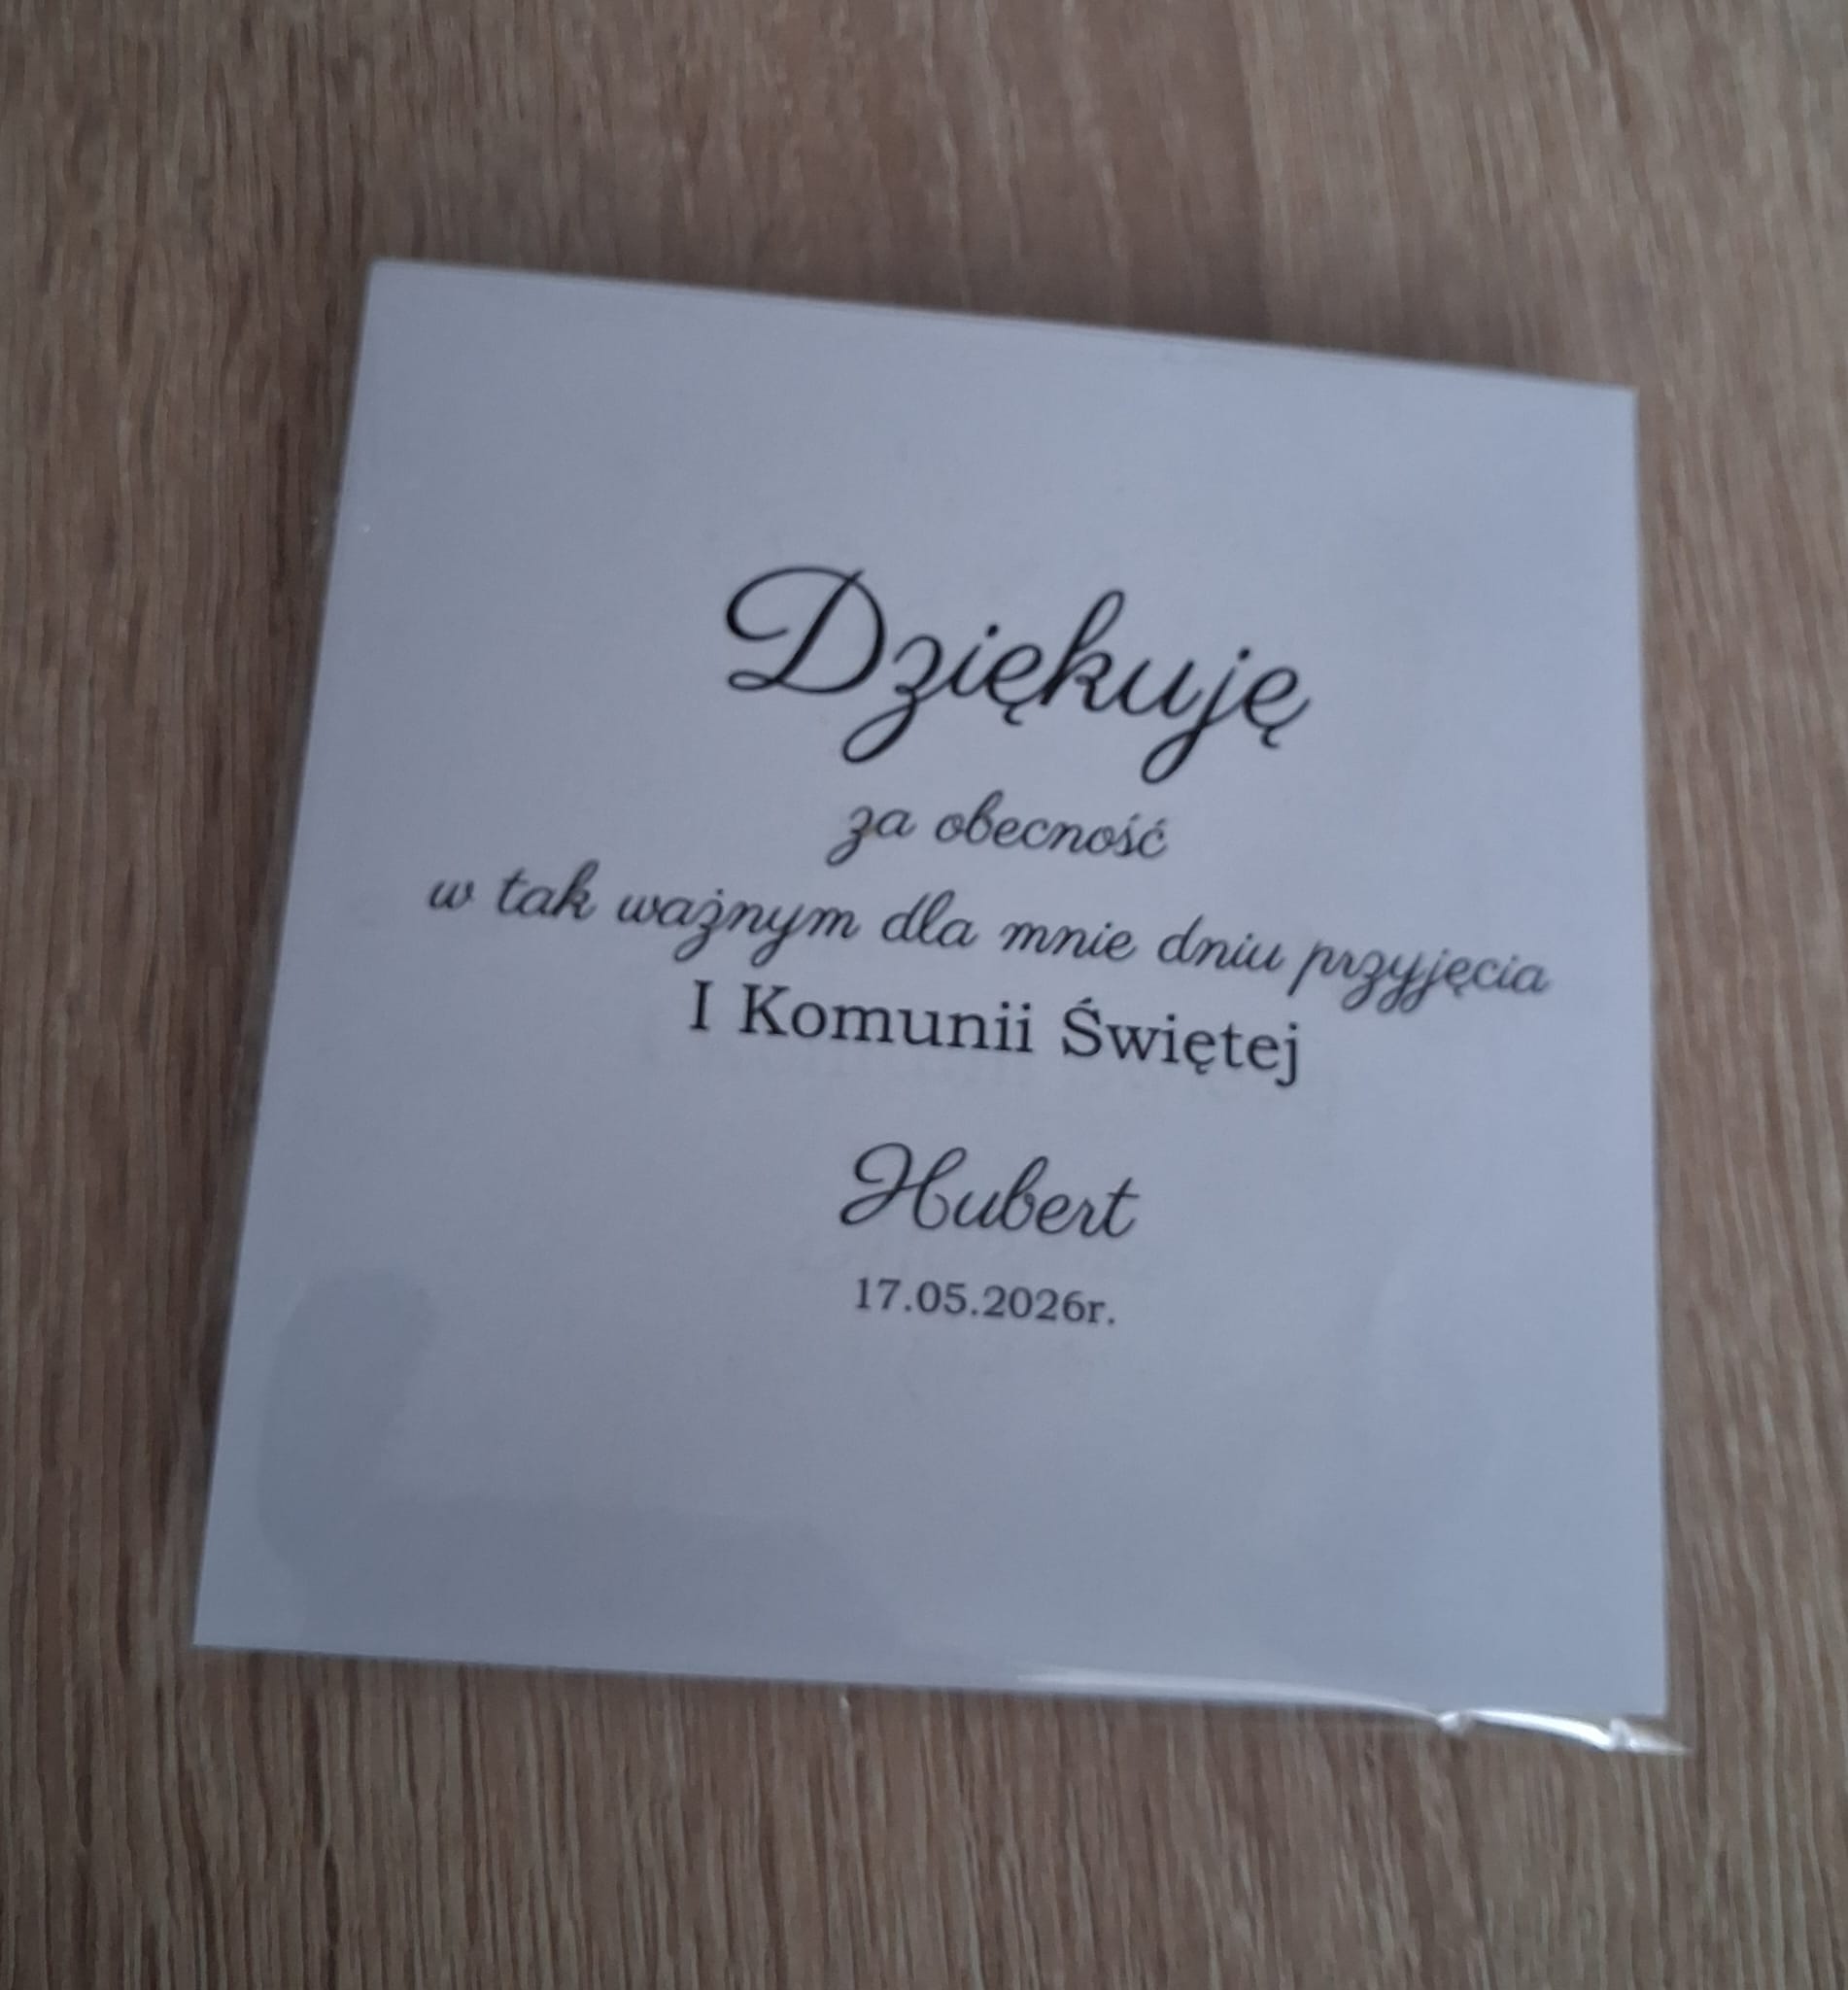 Dziękuję
za obecność
w tak ważnym dla mnie dniu przyjęcia
I Komunii Świętej
Hubert
17.05.2026r.